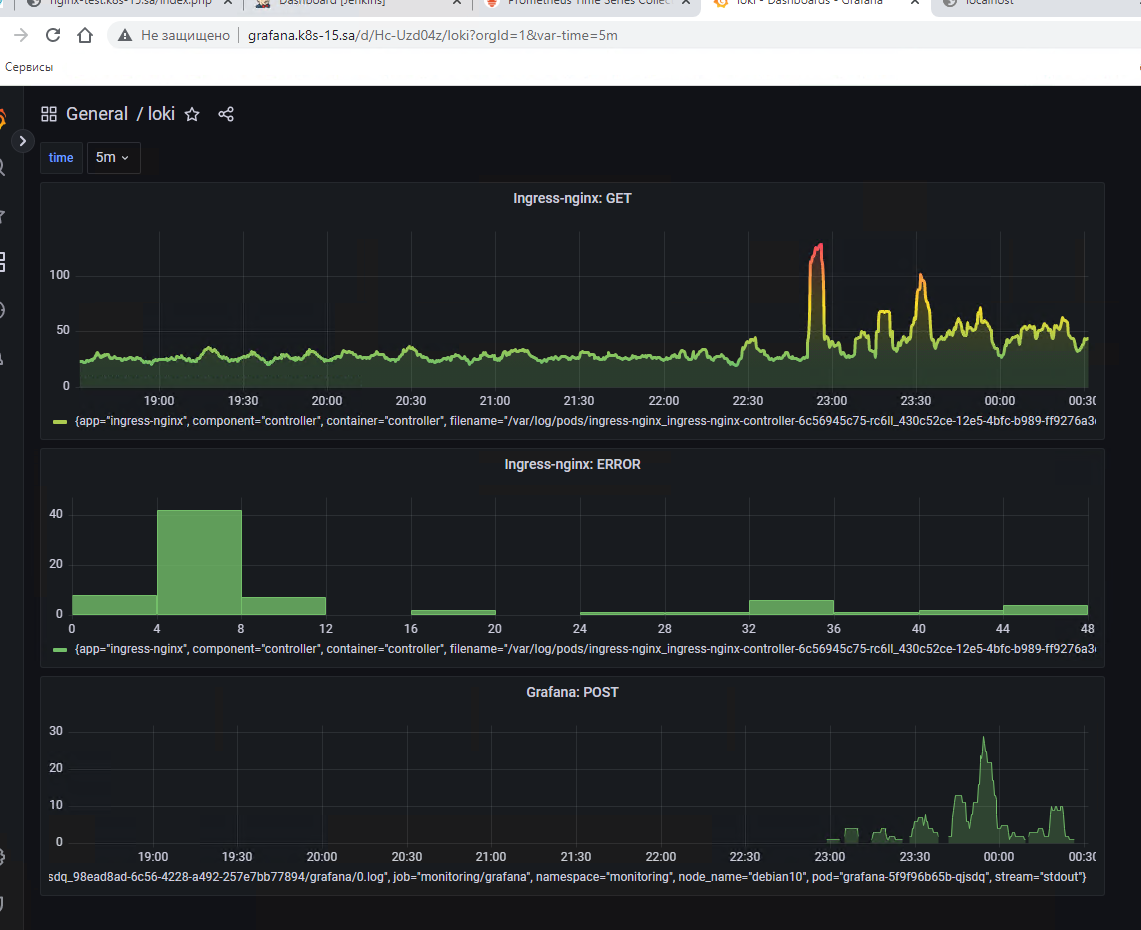 nginx-test.k8s-15.sa/index.php
Dashboard [Jenkins]
Prometheus Time Series Collec
loki - Dashboards - Grafana
localhost
Не защищено
grafana.k8s-15.sa/d/Hc-Uzd04z/loki?orgId=1&var-time=5m
Сервисы
General / loki
time 5m
Ingress-nginx: GET
100
50
0
19:00 19:30 20:00 20:30 21:00 21:30 22:00 22:30 23:00 23:30 00:00 00:30
{app="ingress-nginx", component="controller", container="controller", filename="/var/log/pods/ingress-nginx_ingress-nginx-controller-6c56945c75-rc6ll_430c52ce-12e5-4bfc-b989-ff9276a3
Ingress-nginx: ERROR
40
20
0
0 4 8 12 16 20 24 28 32 36 40 44 48
{app="ingress-nginx", component="controller", container="controller", filename="/var/log/pods/ingress-nginx_ingress-nginx-controller-6c56945c75-rc6ll_430c52ce-12e5-4bfc-b989-ff9276a3
Grafana: POST
30
20
10
0
19:00 19:30 20:00 20:30 21:00 21:30 22:00 22:30 23:00 23:30 00:00 00:30
sdq_98ead8ad-6c56-4228-a492-257e7bb77894/grafana/0.log", job="monitoring/grafana", namespace="monitoring", node_name="debian10", pod="grafana-5f9f96b65b-qjsdq", stream="stdout"}